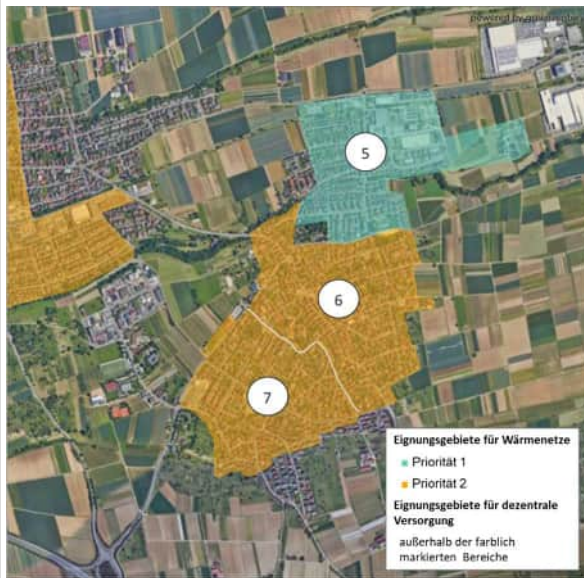 5
6
7
Eignungsgebiete für Wärmenetze
Priorität 1
Priorität 2
Eignungsgebiete für dezentrale
Versorgung
außerhalb der farblich
markierten Bereiche